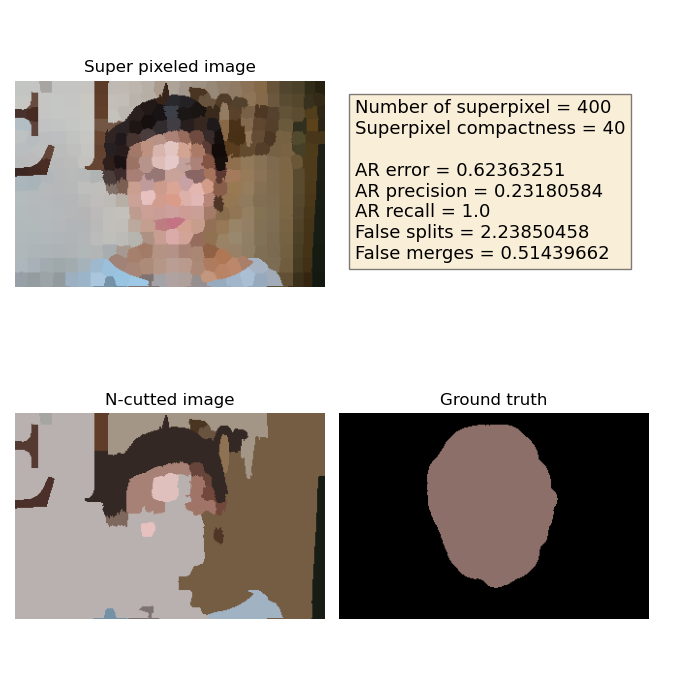 Super pixeled image
Number of superpixel = 400
Superpixel compactness = 40
AR error = 0.62363251
AR precision = 0.23180584
AR recall = 1.0
False splits = 2.23850458
False merges = 0.51439662
N-cutted image
Ground truth